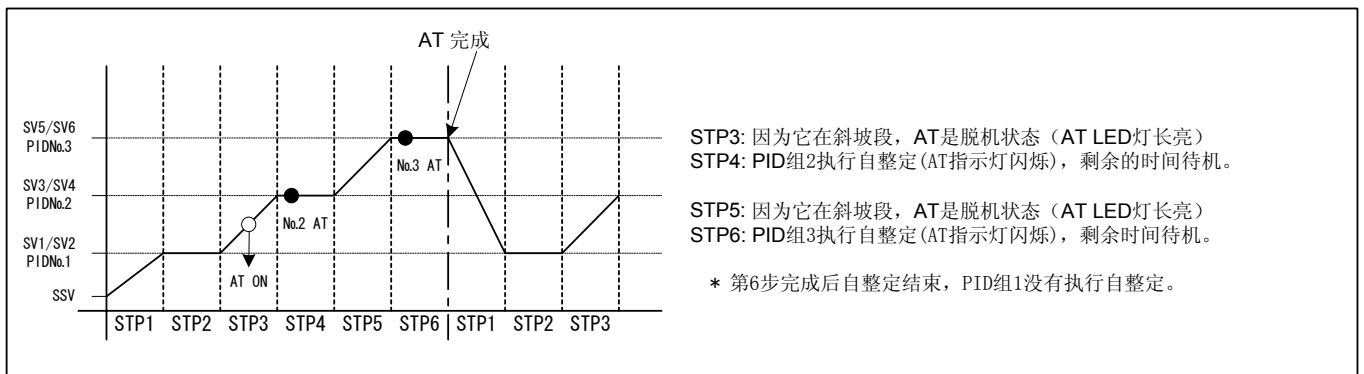 AT 完成
SV5/SV6
PID№.3
No.3 AT
SV3/SV4
PID№.2
No.2 AT
SV1/SV2
PID№.1
AT ON
SSV
STP1 STP2 STP3 STP4 STP5 STP6 STP1 STP2 STP3
STP3: 因为它在斜坡段，AT是脱机状态（AT LED灯长亮）
STP4: PID组2执行自整定(AT指示灯闪烁)，剩余的时间待机。
STP5: 因为它在斜坡段，AT是脱机状态（AT LED灯长亮）
STP6: PID组3执行自整定(AT指示灯闪烁)，剩余时间待机。
* 第6步完成后自整定结束，PID组1没有执行自整定。